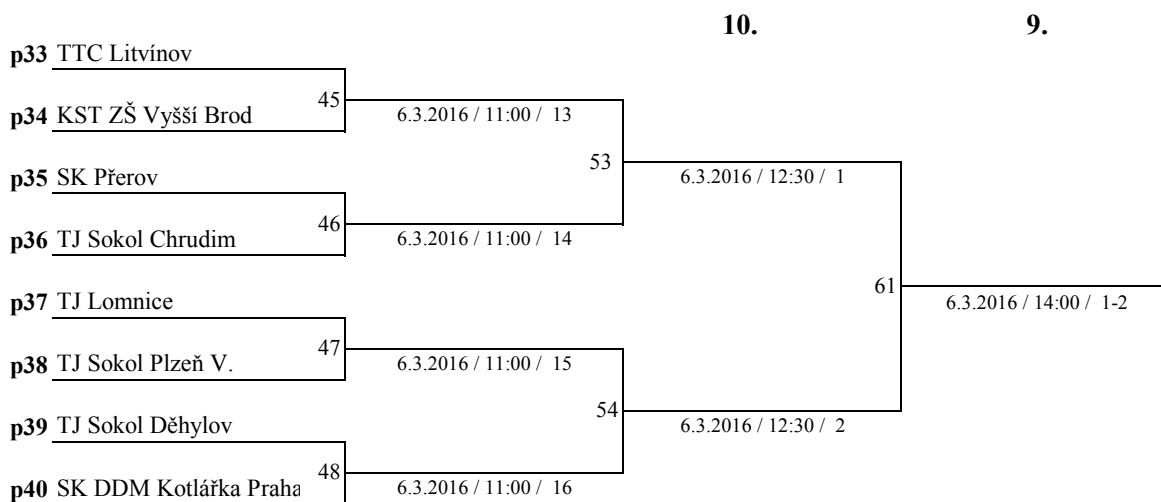 10. 9.
p33 TTC Litvínov
45
p34 KST ZŠ Vyšší Brod
6.3.2016 / 11:00 / 13
53
p35 SK Přerov
6.3.2016 / 12:30 / 1
46
p36 TJ Sokol Chrudim
6.3.2016 / 11:00 / 14
61
p37 TJ Lomnice
6.3.2016 / 14:00 / 1-2
47
p38 TJ Sokol Plzeň V.
6.3.2016 / 11:00 / 15
54
p39 TJ Sokol Děhylov
6.3.2016 / 12:30 / 2
48
p40 SK DDM Kotlářka Praha
6.3.2016 / 11:00 / 16